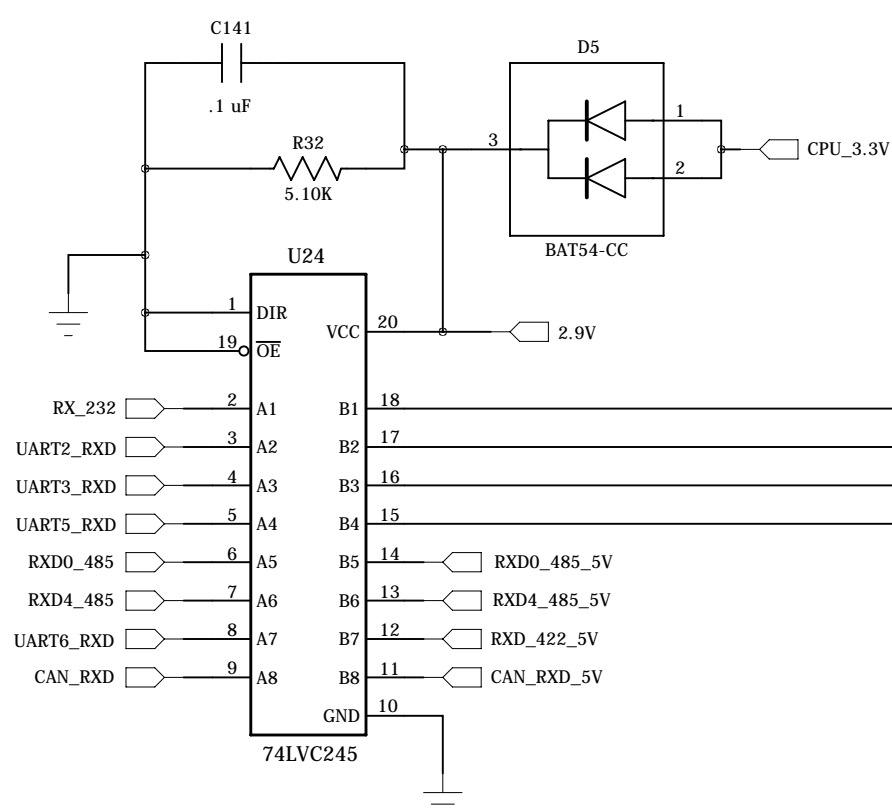 C141
.1 uF
R32
5.10K
D5
3
1
2
CPU_3.3V
BAT54-CC
U24
1
DIR
19
OE
VCC
20
2.9V
RX_232
2
A1
B1
18
UART2_RXD
3
A2
B2
17
UART3_RXD
4
A3
B3
16
UART5_RXD
5
A4
B4
15
RXD0_485
6
A5
B5
14
RXD0_485_5V
RXD4_485
7
A6
B6
13
RXD4_485_5V
UART6_RXD
8
A7
B7
12
RXD_422_5V
CAN_RXD
9
A8
B8
11
CAN_RXD_5V
GND
10
74LVC245